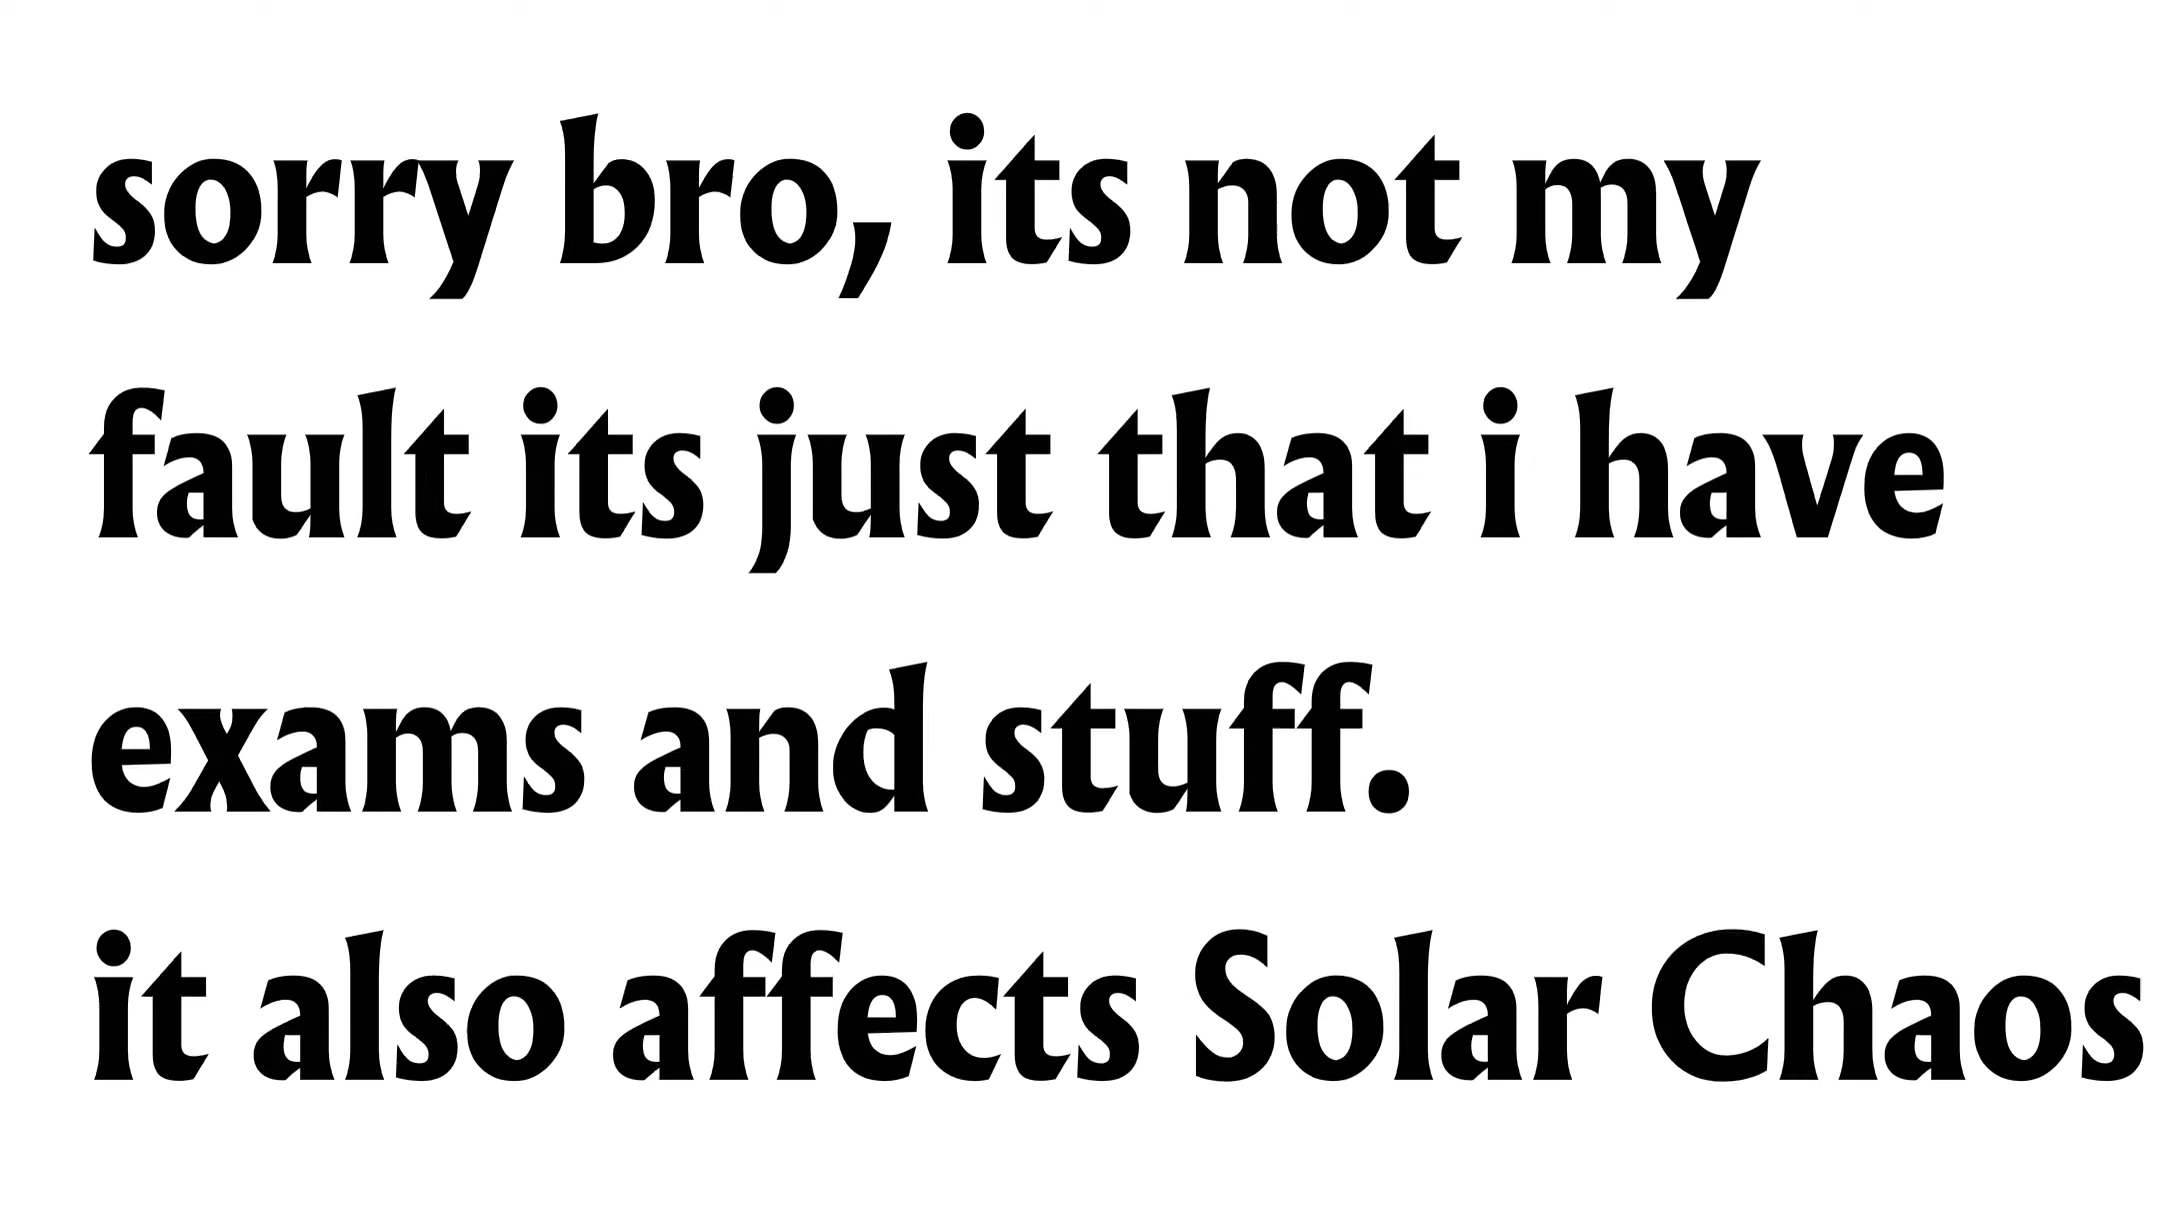 sorry bro, its not my
fault its just that i have
exams and stuff.
it also affects Solar Chaos